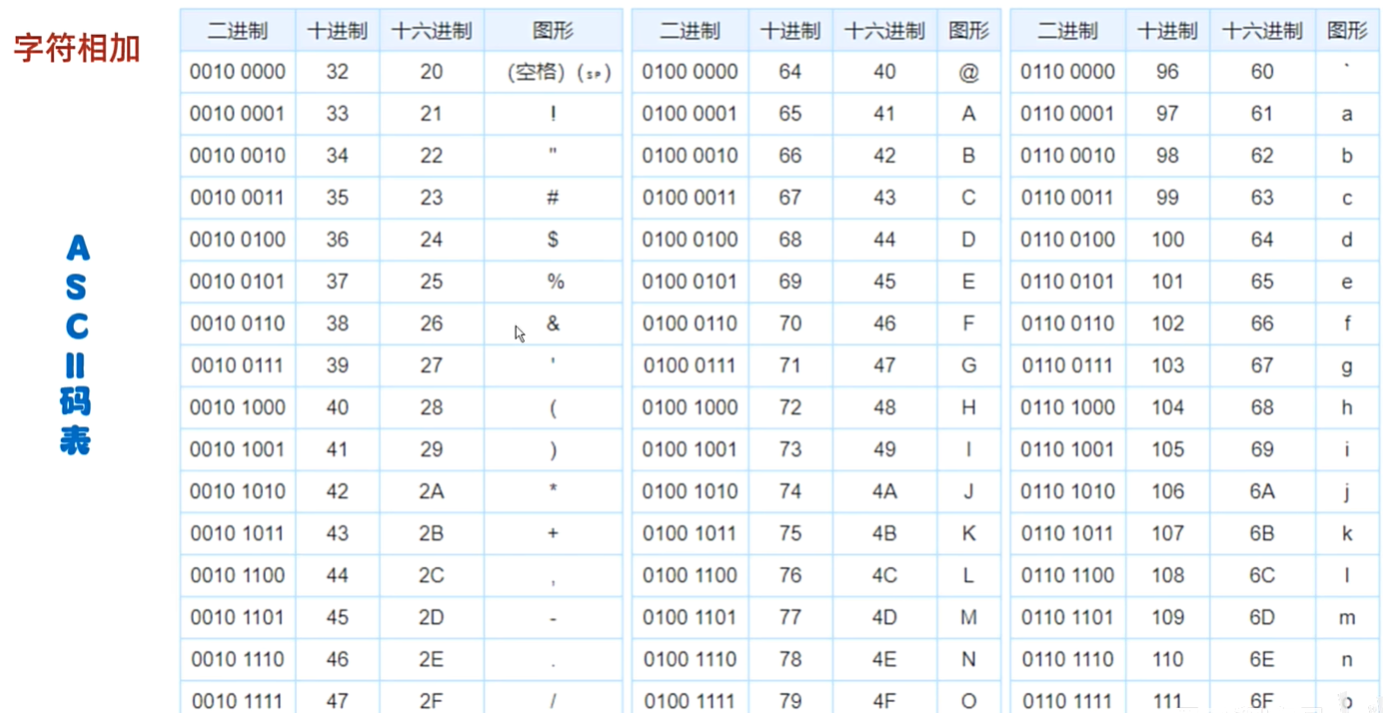 字符相加
ASCII码表
二进制 十进制 十六进制 图形 二进制 十进制 十六进制 图形 二进制 十进制 十六进制 图形
0010 0000 32 20 (空格) (SP) 0100 0000 64 40 @ 0110 0000 96 60 `
0010 0001 33 21 ! 0100 0001 65 41 A 0110 0001 97 61 a
0010 0010 34 22 " 0100 0010 66 42 B 0110 0010 98 62 b
0010 0011 35 23 # 0100 0011 67 43 C 0110 0011 99 63 c
0010 0100 36 24 $ 0100 0100 68 44 D 0110 0100 100 64 d
0010 0101 37 25 % 0100 0101 69 45 E 0110 0101 101 65 e
0010 0110 38 26 & 0100 0110 70 46 F 0110 0110 102 66 f
0010 0111 39 27 ' 0100 0111 71 47 G 0110 0111 103 67 g
0010 1000 40 28 ( 0100 1000 72 48 H 0110 1000 104 68 h
0010 1001 41 29 ) 0100 1001 73 49 I 0110 1001 105 69 i
0010 1010 42 2A * 0100 1010 74 4A J 0110 1010 106 6A j
0010 1011 43 2B + 0100 1011 75 4B K 0110 1011 107 6B k
0010 1100 44 2C , 0100 1100 76 4C L 0110 1100 108 6C l
0010 1101 45 2D - 0100 1101 77 4D M 0110 1101 109 6D m
0010 1110 46 2E . 0100 1110 78 4E N 0110 1110 110 6E n
0010 1111 47 2F / 0100 1111 79 4F O 0110 1111 111 6F o